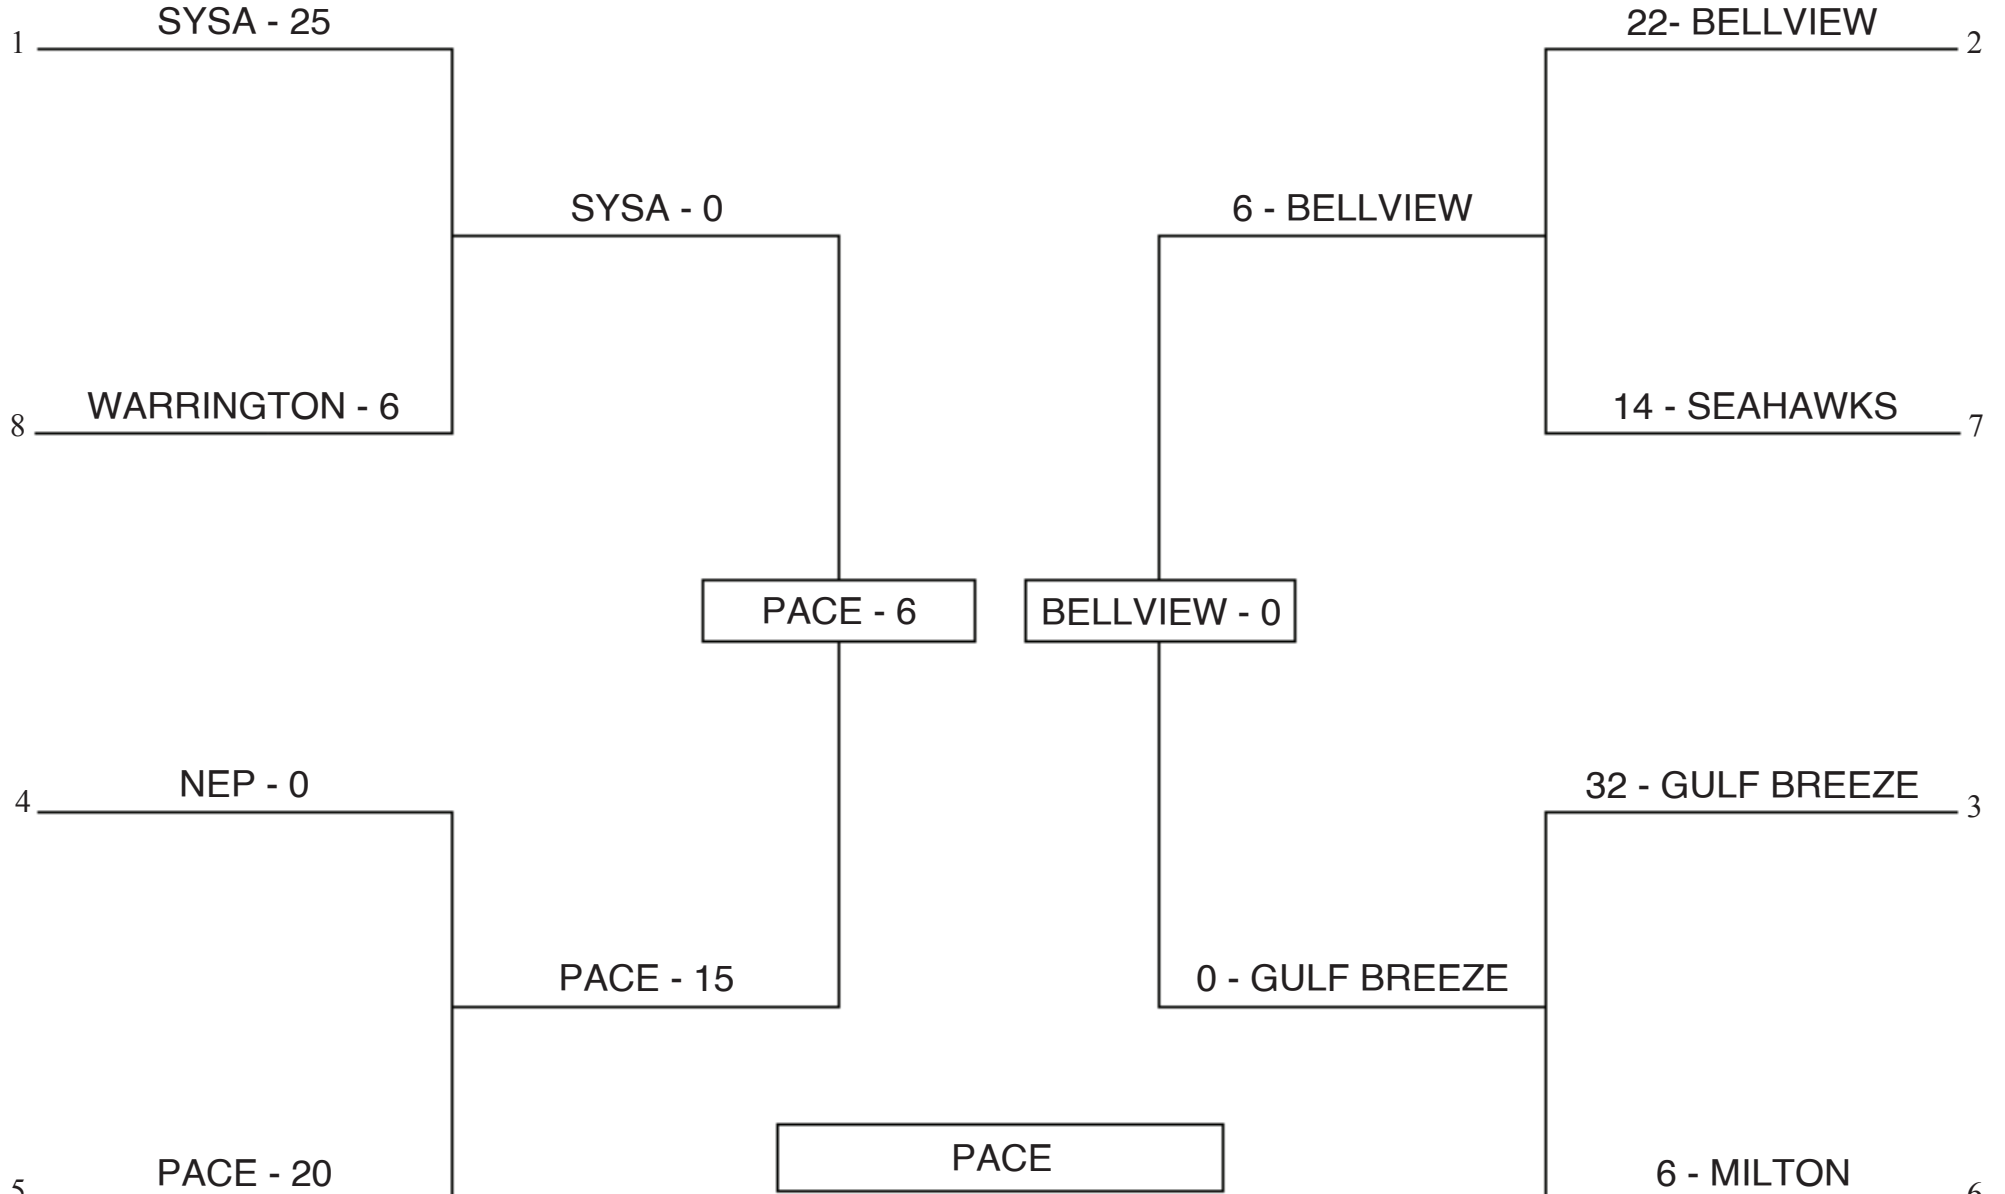 SYSA - 25
22- BELLVIEW
1
2
SYSA - 0
6 - BELLVIEW
WARRINGTON - 6
14 - SEAHAWKS
8
7
PACE - 6
BELLVIEW - 0
NEP - 0
32 - GULF BREEZE
4
3
PACE - 15
0 - GULF BREEZE
PACE
PACE - 20
6 - MILTON
5
6